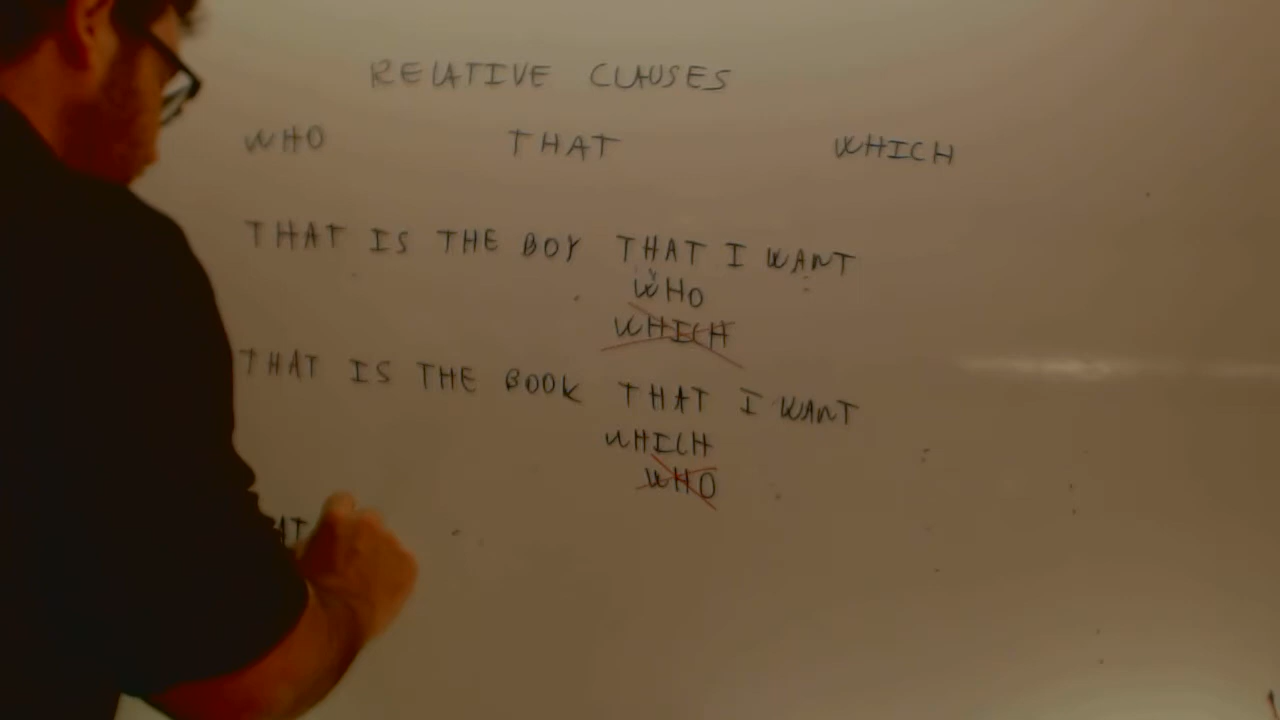 RELATIVE CLAUSES
WHO THAT WHICH
THAT IS THE BOY THAT I WANT
WHO
WHICH
THAT IS THE BOOK THAT I WANT
WHICH
WHO
AT